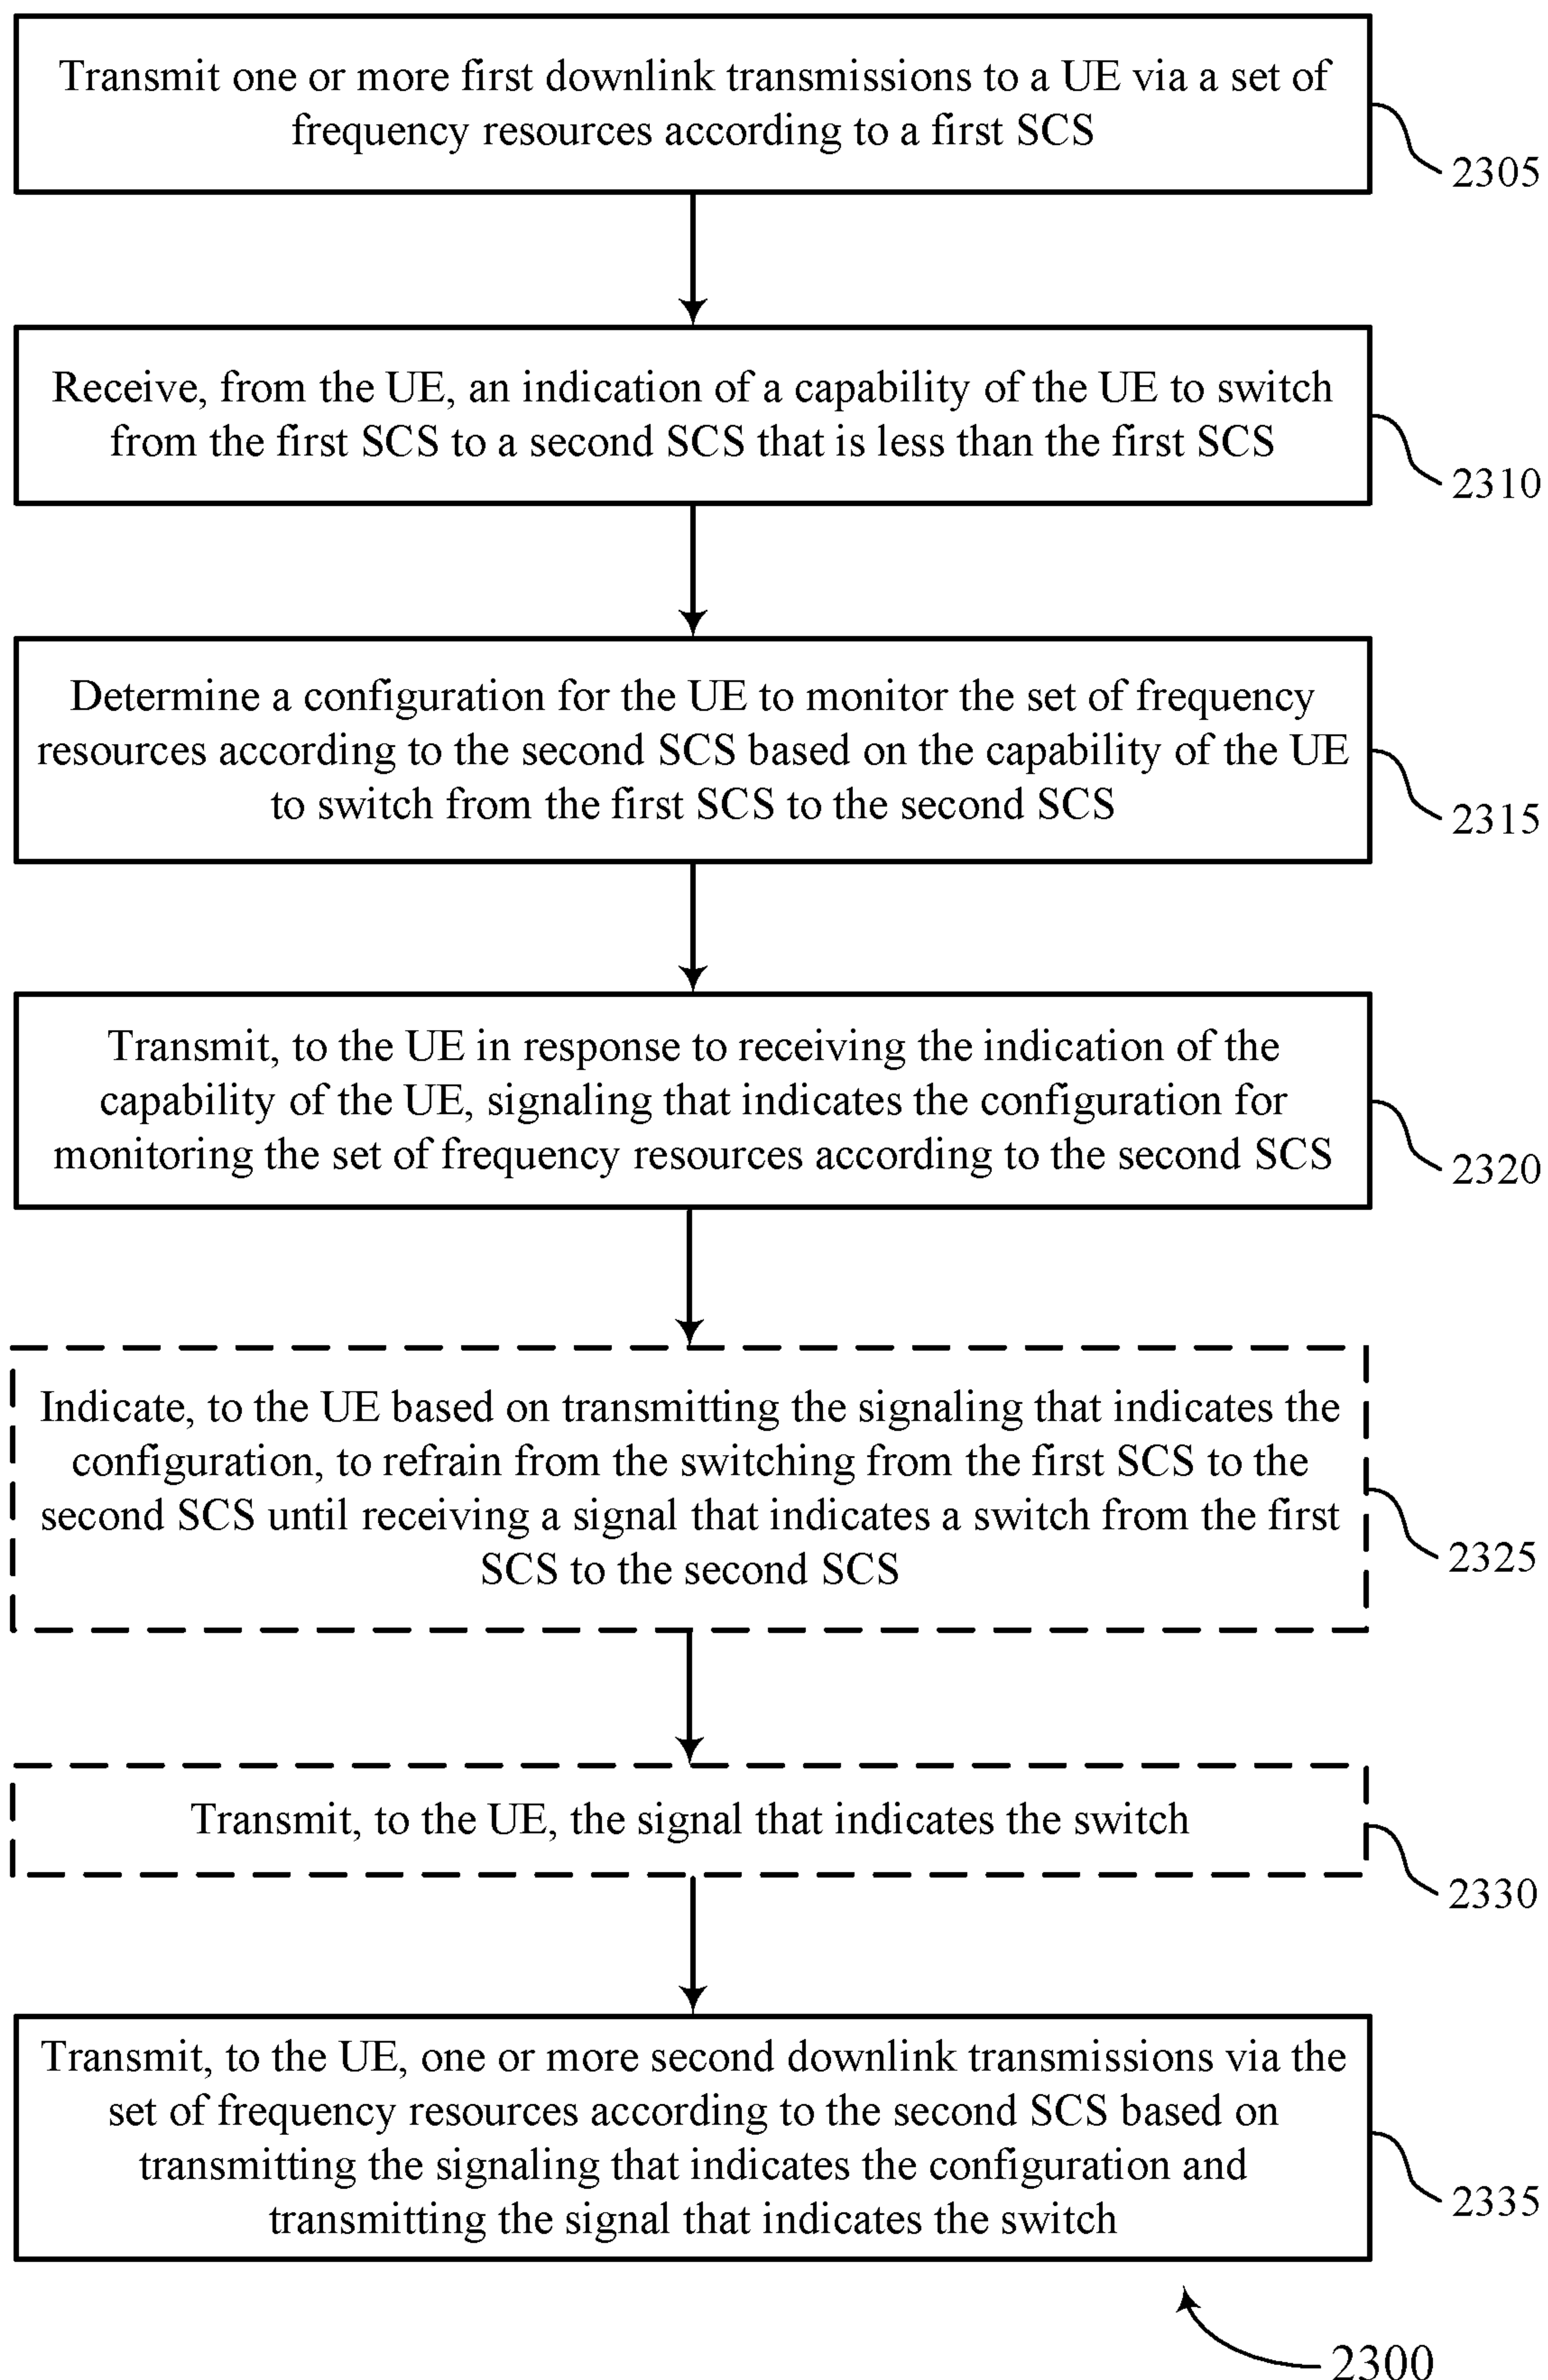 Transmit one or more first downlink transmissions to a UE via a set of
frequency resources according to a first SCS
2305
Receive, from the UE, an indication of a capability of the UE to switch
from the first SCS to a second SCS that is less than the first SCS
2310
Determine a configuration for the UE to monitor the set of frequency
resources according to the second SCS based on the capability of the UE
to switch from the first SCS to the second SCS
2315
Transmit, to the UE in response to receiving the indication of the
capability of the UE, signaling that indicates the configuration for
monitoring the set of frequency resources according to the second SCS
2320
Indicate, to the UE based on transmitting the signaling that indicates the
configuration, to refrain from the switching from the first SCS to the
second SCS until receiving a signal that indicates a switch from the first
SCS to the second SCS
2325
Transmit, to the UE, the signal that indicates the switch
2330
Transmit, to the UE, one or more second downlink transmissions via the
set of frequency resources according to the second SCS based on
transmitting the signaling that indicates the configuration and
transmitting the signal that indicates the switch
2335
2300